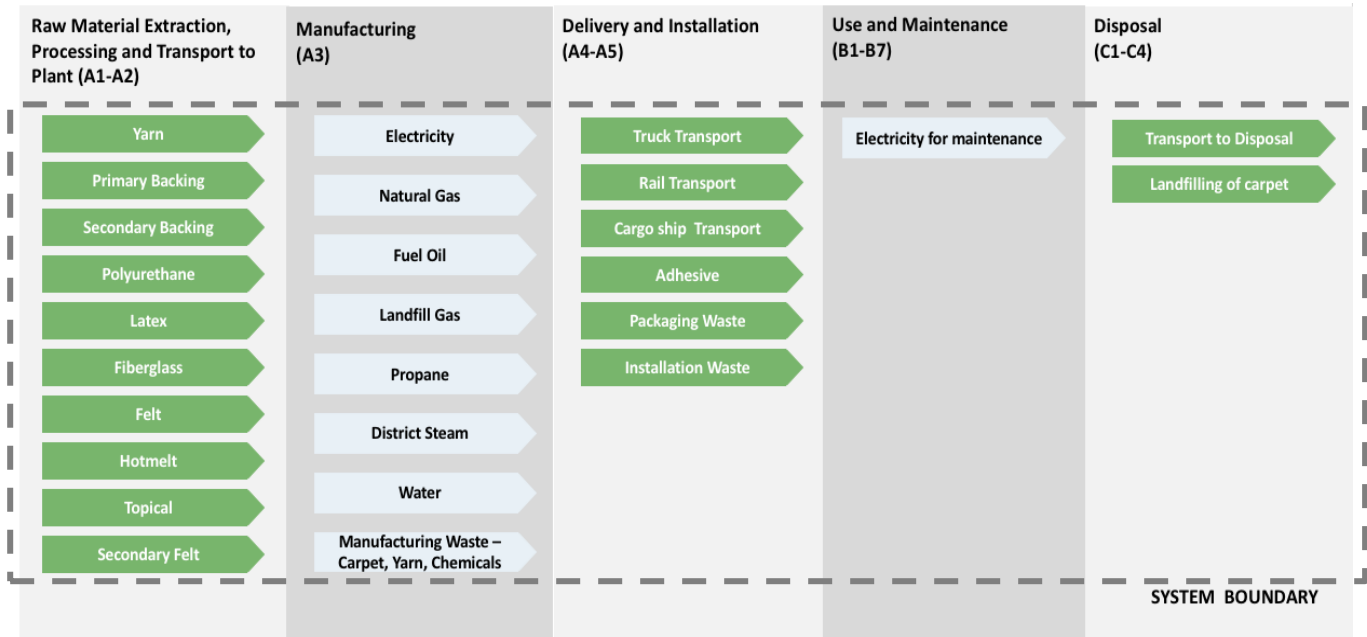 Raw Material Extraction,
Processing and Transport to
Plant (A1-A2)
Yarn
Primary Backing
Secondary Backing
Polyurethane
Latex
Fiberglass
Felt
Hotmelt
Topical
Secondary Felt
Manufacturing
(A3)
Electricity
Natural Gas
Fuel Oil
Landfill Gas
Propane
District Steam
Water
Manufacturing Waste –
Carpet, Yarn, Chemicals
Delivery and Installation
(A4-A5)
Truck Transport
Rail Transport
Cargo ship Transport
Adhesive
Packaging Waste
Installation Waste
Use and Maintenance
(B1-B7)
Electricity for maintenance
Disposal
(C1-C4)
Transport to Disposal
Landfilling of carpet
SYSTEM BOUNDARY